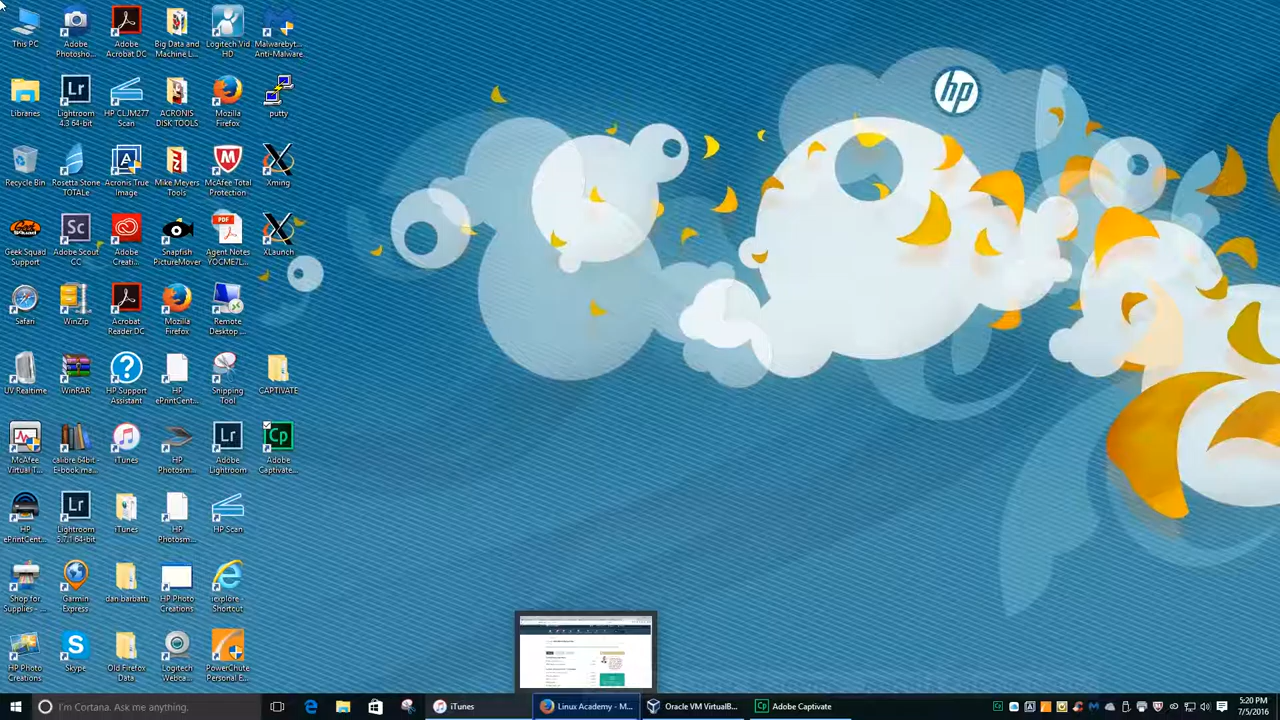 This PC
Adobe
Photosho...
Adobe
Acrobat DC
Big Data and
Machine L...
Logitech Vid
HD
Malwarebyt...
Anti-Malware
Libraries
Lightroom
4.3 64-bit
HP CLJM277
Scan
ACRONIS
DISK TOOLS
Mozilla
Firefox
putty
Recycle Bin
Rosetta Stone
TOTALe
Acronis True
Image
Mike Meyers
Tools
McAfee Total
Protection
Xming
Geek Squad
Support
Adobe Scout
CC
Adobe
Creati...
Snapfish
PictureMover
Agent Notes
YOCME7L...
XLaunch
Safari
WinZip
Acrobat
Reader DC
Mozilla
Firefox
Remote
Desktop ...
UV Realtime
WinRAR
HP Support
Assistant
HP
ePrintCent...
Snipping
Tool
CAPTIVATE
McAfee
Virtual T...
calibre 64bit -
E-book ma...
iTunes
HP
Photosm...
Adobe
Lightroom
Adobe
Captivate...
HP
ePrintCent...
Lightroom
5.7.1 64-bit
iTunes
HP
Photosm...
HP Scan
Shop for
Supplies - ...
Garmin
Express
dan barbatti
HP Photo
Creations
iexplore -
Shortcut
HP Photo
Creations
Skype
Old Firefox
Data
Logitech
Webca...
PowerChute
Personal E...
hp
I'm Cortana. Ask me anything.
iTunes
Linux Academy - M...
Oracle VM VirtualB...
Adobe Captivate
5:20 PM
7/5/2016